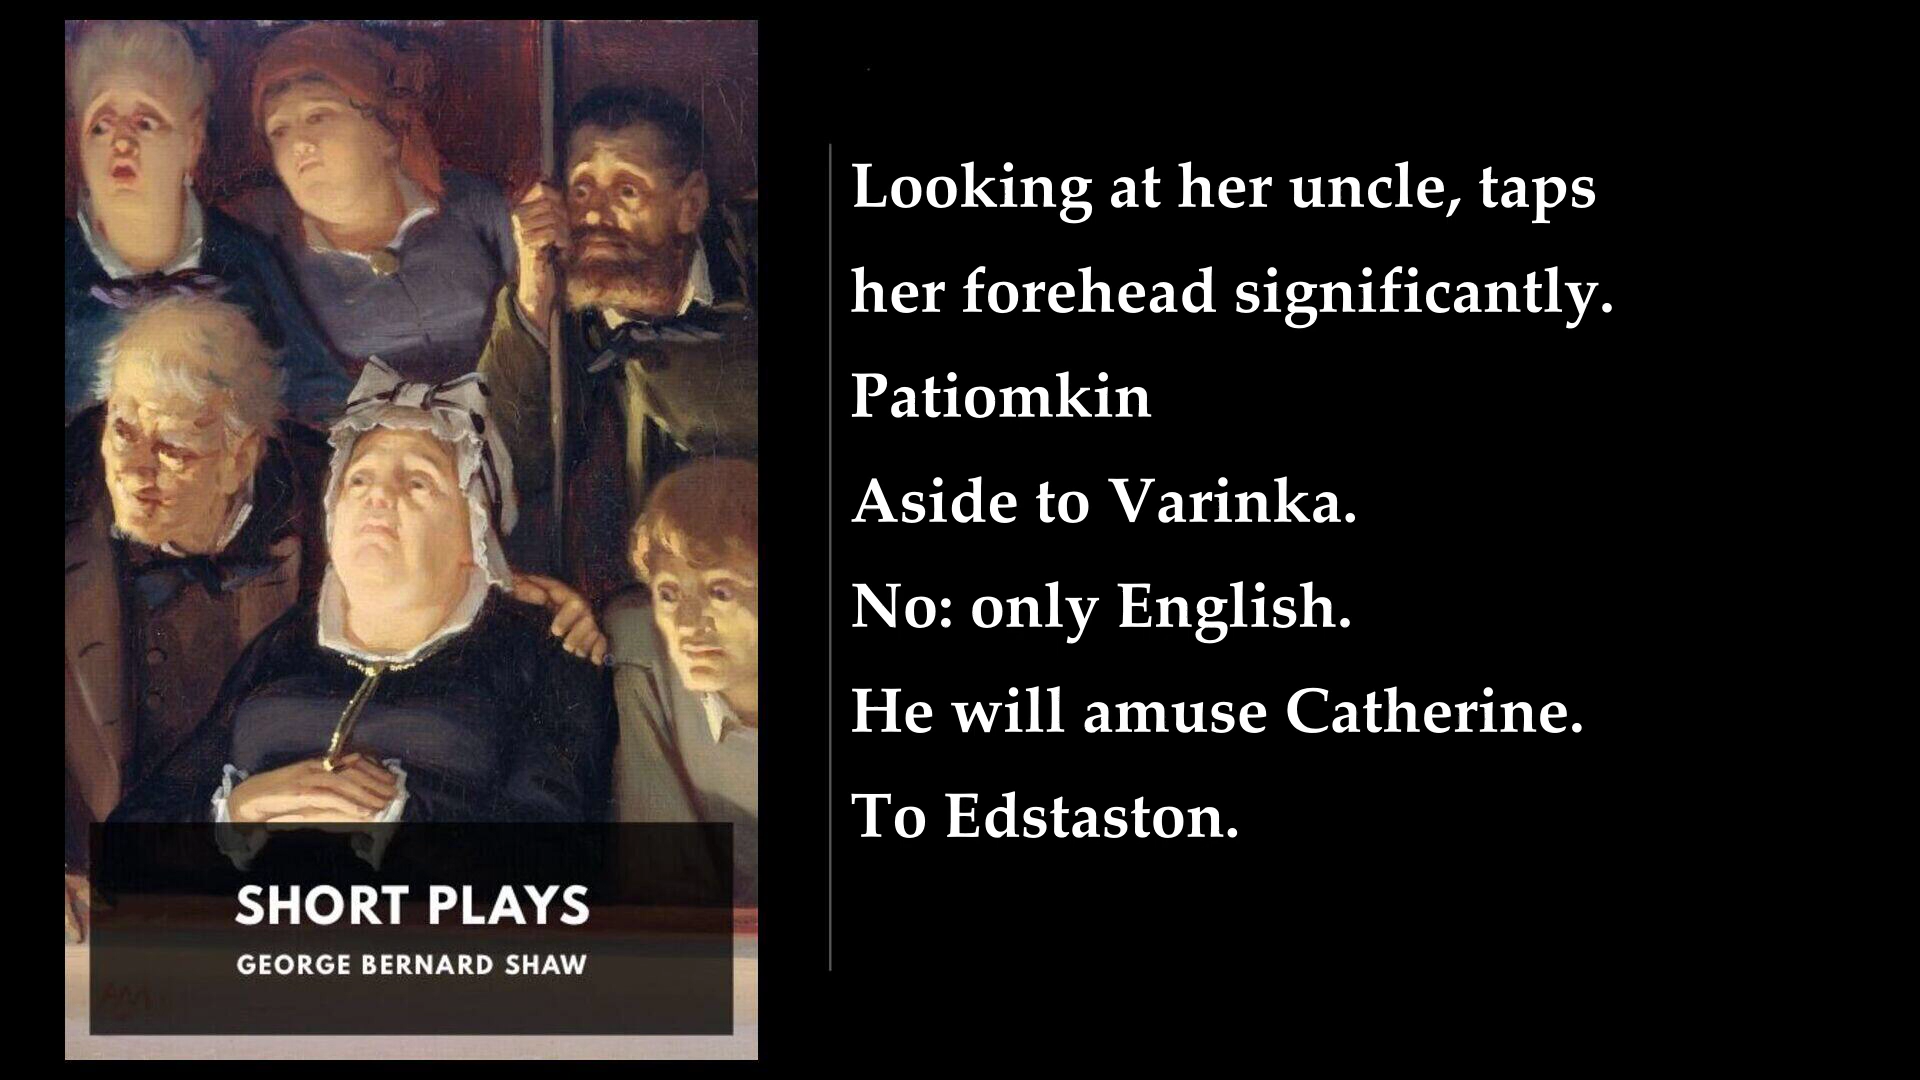 SHORT PLAYS
GEORGE BERNARD SHAW
Looking at her uncle, taps
her forehead significantly.
Patiomkin
Aside to Varinka.
No: only English.
He will amuse Catherine.
To Edstaston.